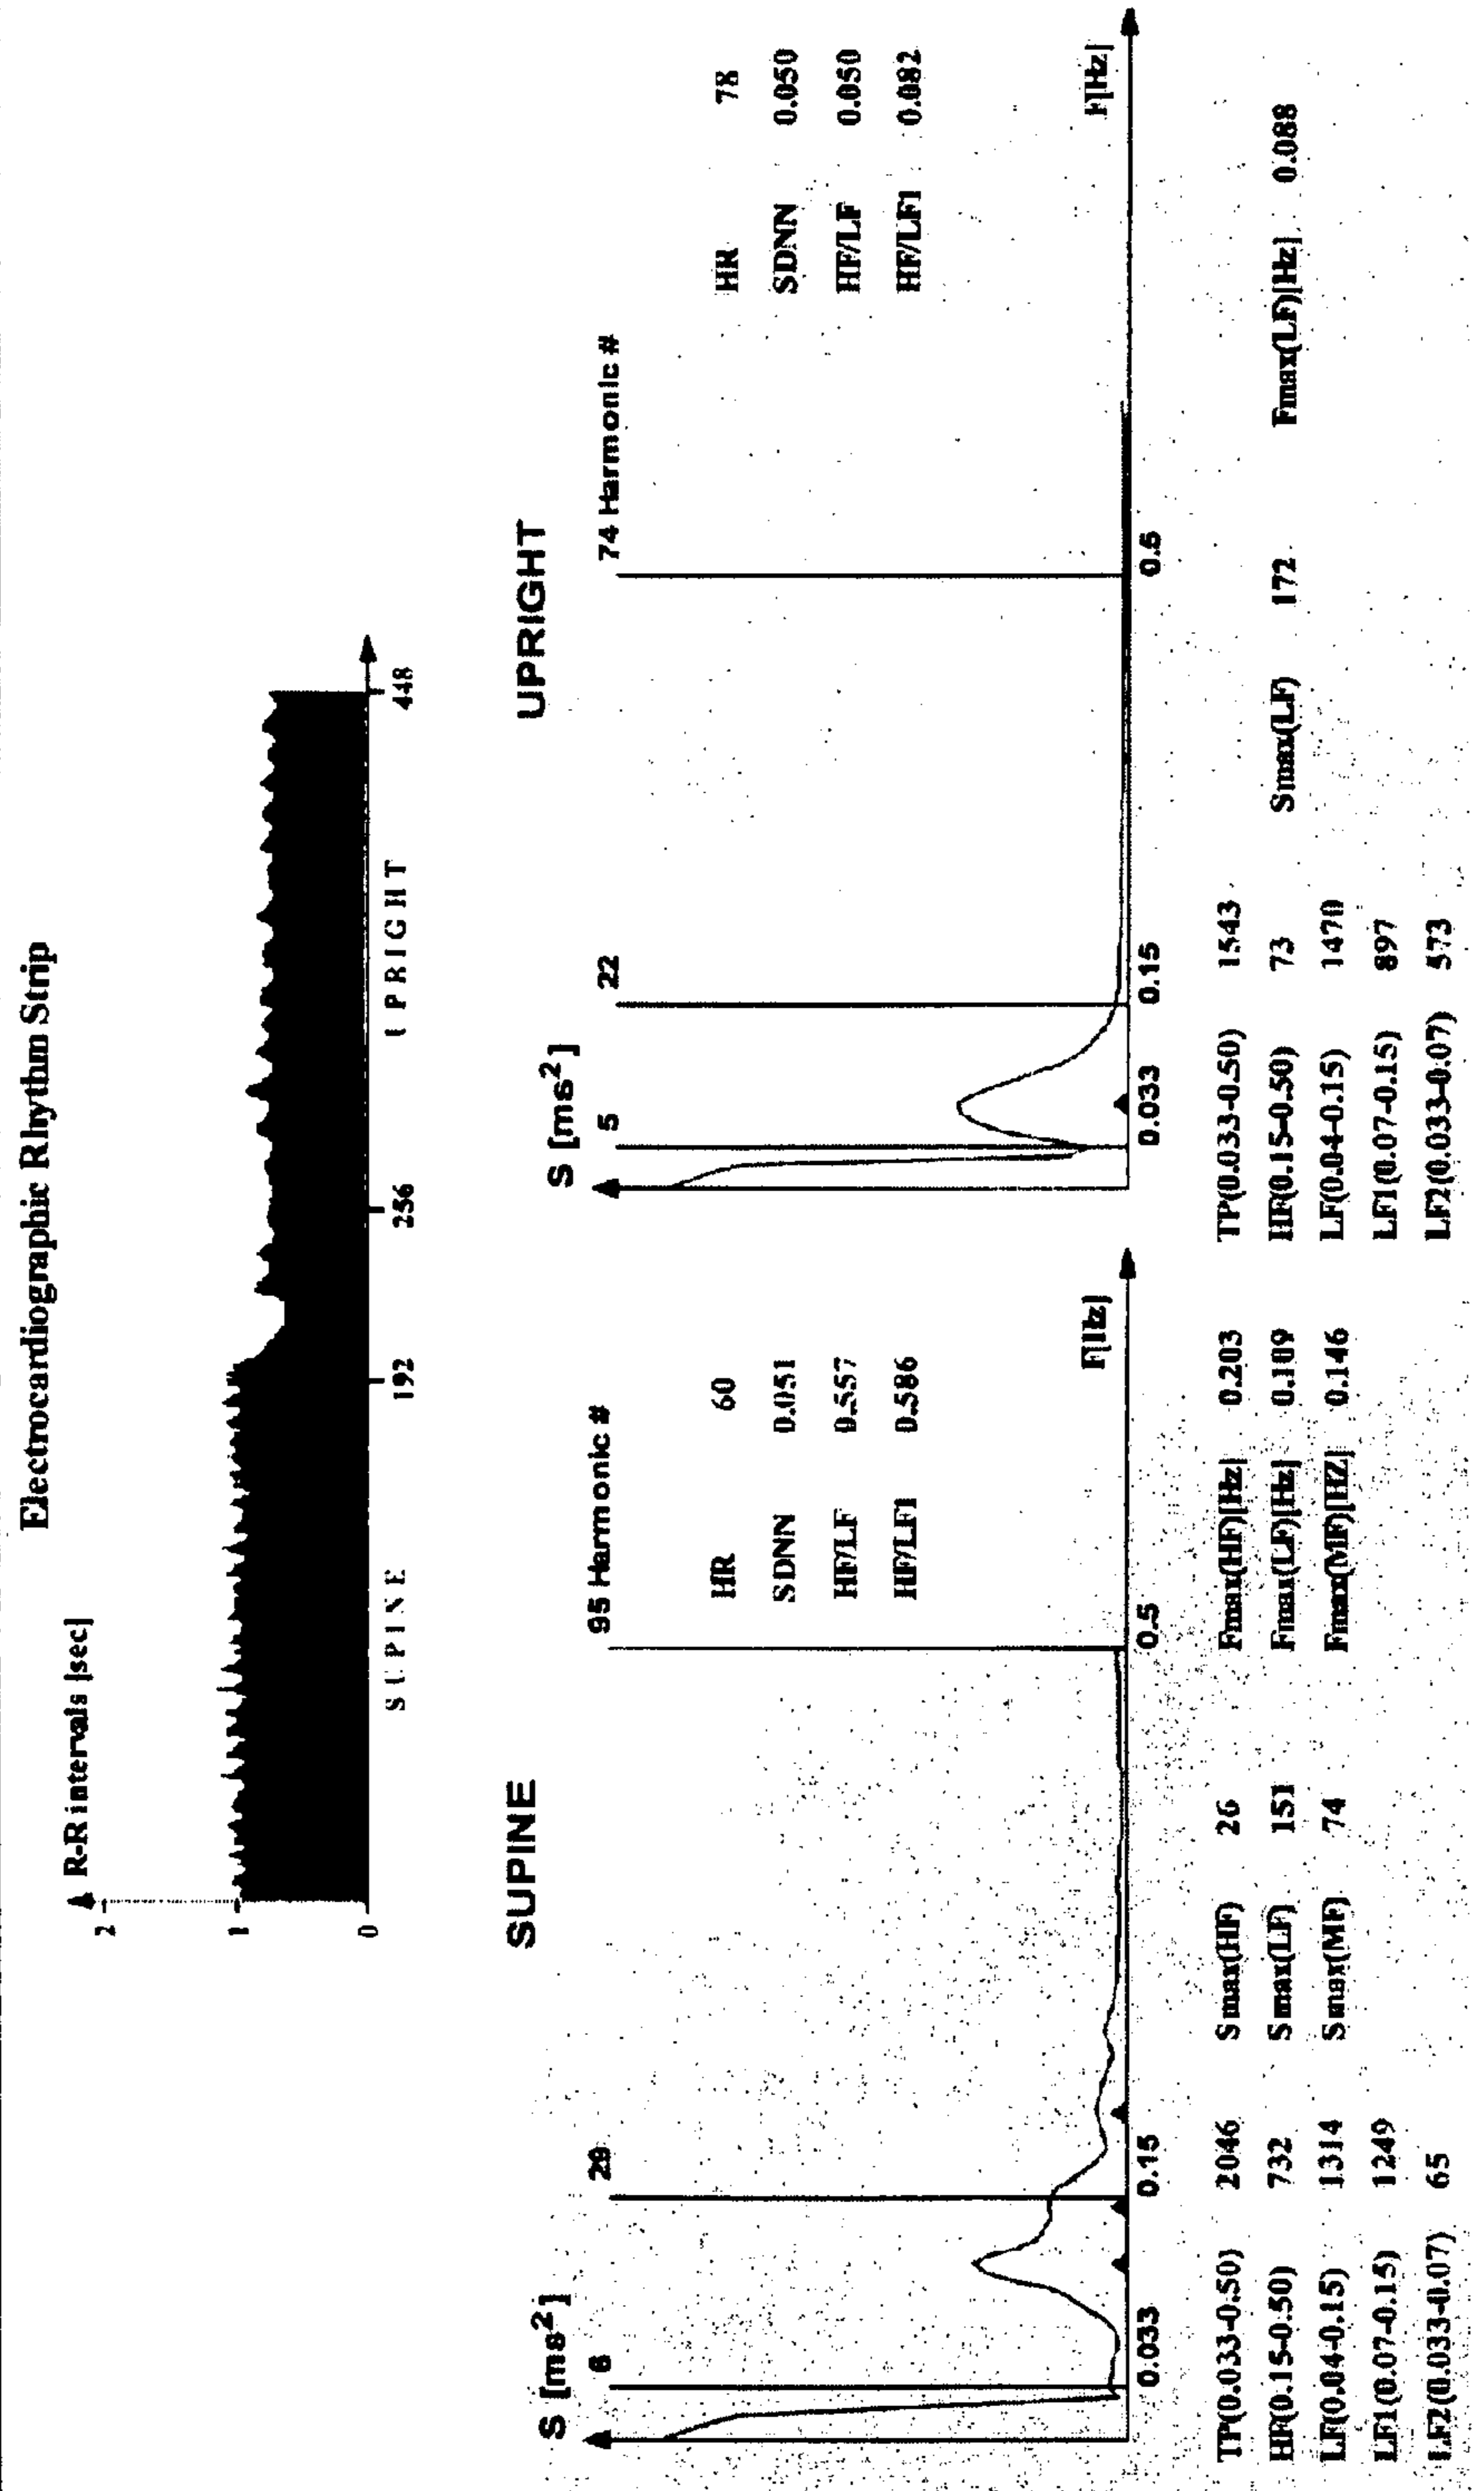 Electrocardiographic Rhythm Strip
R-R intervals [sec]
2
1
0
192
256
448
SUPINE
UPRIGHT
SUPINE
S [ms²]
6
29
95 Harmonic #
HR 60
SDNN 0.051
HF/LF 0.557
HF/LF1 0.586
0.033
0.15
0.5
F[Hz]
TP(0.033-0.50) 2046 Smax(HF) 26 Fmax(HF)[Hz] 0.203
HF(0.15-0.50) 732 Smax(LF) 151 Fmax(LF)[Hz] 0.109
LF(0.04-0.15) 1314 Smax(MF) 74 Fmax(MF)[HZ] 0.146
LF1(0.07-0.15) 1249
LF2(0.033-0.07) 65
UPRIGHT
S [ms²]
5
22
74 Harmonic #
HR 78
SDNN 0.050
HF/LF 0.050
HF/LF1 0.082
0.033
0.15
0.5
F[Hz]
TP(0.033-0.50) 1543
HF(0.15-0.50) 73 Smax(LF) 172 Fmax(LF)[Hz] 0.088
LF(0.04-0.15) 1470
LF1(0.07-0.15) 897
LF2(0.033-0.07) 573